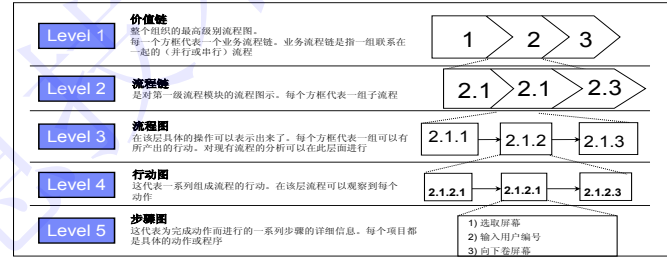 Level 1
价值链
整个组织的最高级别流程图。
每一个方框代表一个业务流程链。业务流程链是指一组联系在
一起的（并行或串行）流程
1
2
3
Level 2
流程链
是对第一级流程模块的流程图示。每个方框代表一组子流程
2.1
2.1
2.3
Level 3
流程图
在该层具体的操作可以表示出来了。每个方框代表一组可以有
所产出的行动。对现有流程的分析可以在此层面进行
2.1.1
2.1.2
2.1.3
Level 4
行动图
这代表一系列组成流程的行动。在该层流程可以观察到每个
动作
2.1.2.1
2.1.2.1
2.1.2.3
Level 5
步骤图
这代表为完成动作而进行的一系列步骤的详细信息。每个项目都
是具体的动作或程序
1) 选取屏幕
2) 输入用户编号
3) 向下卷屏幕